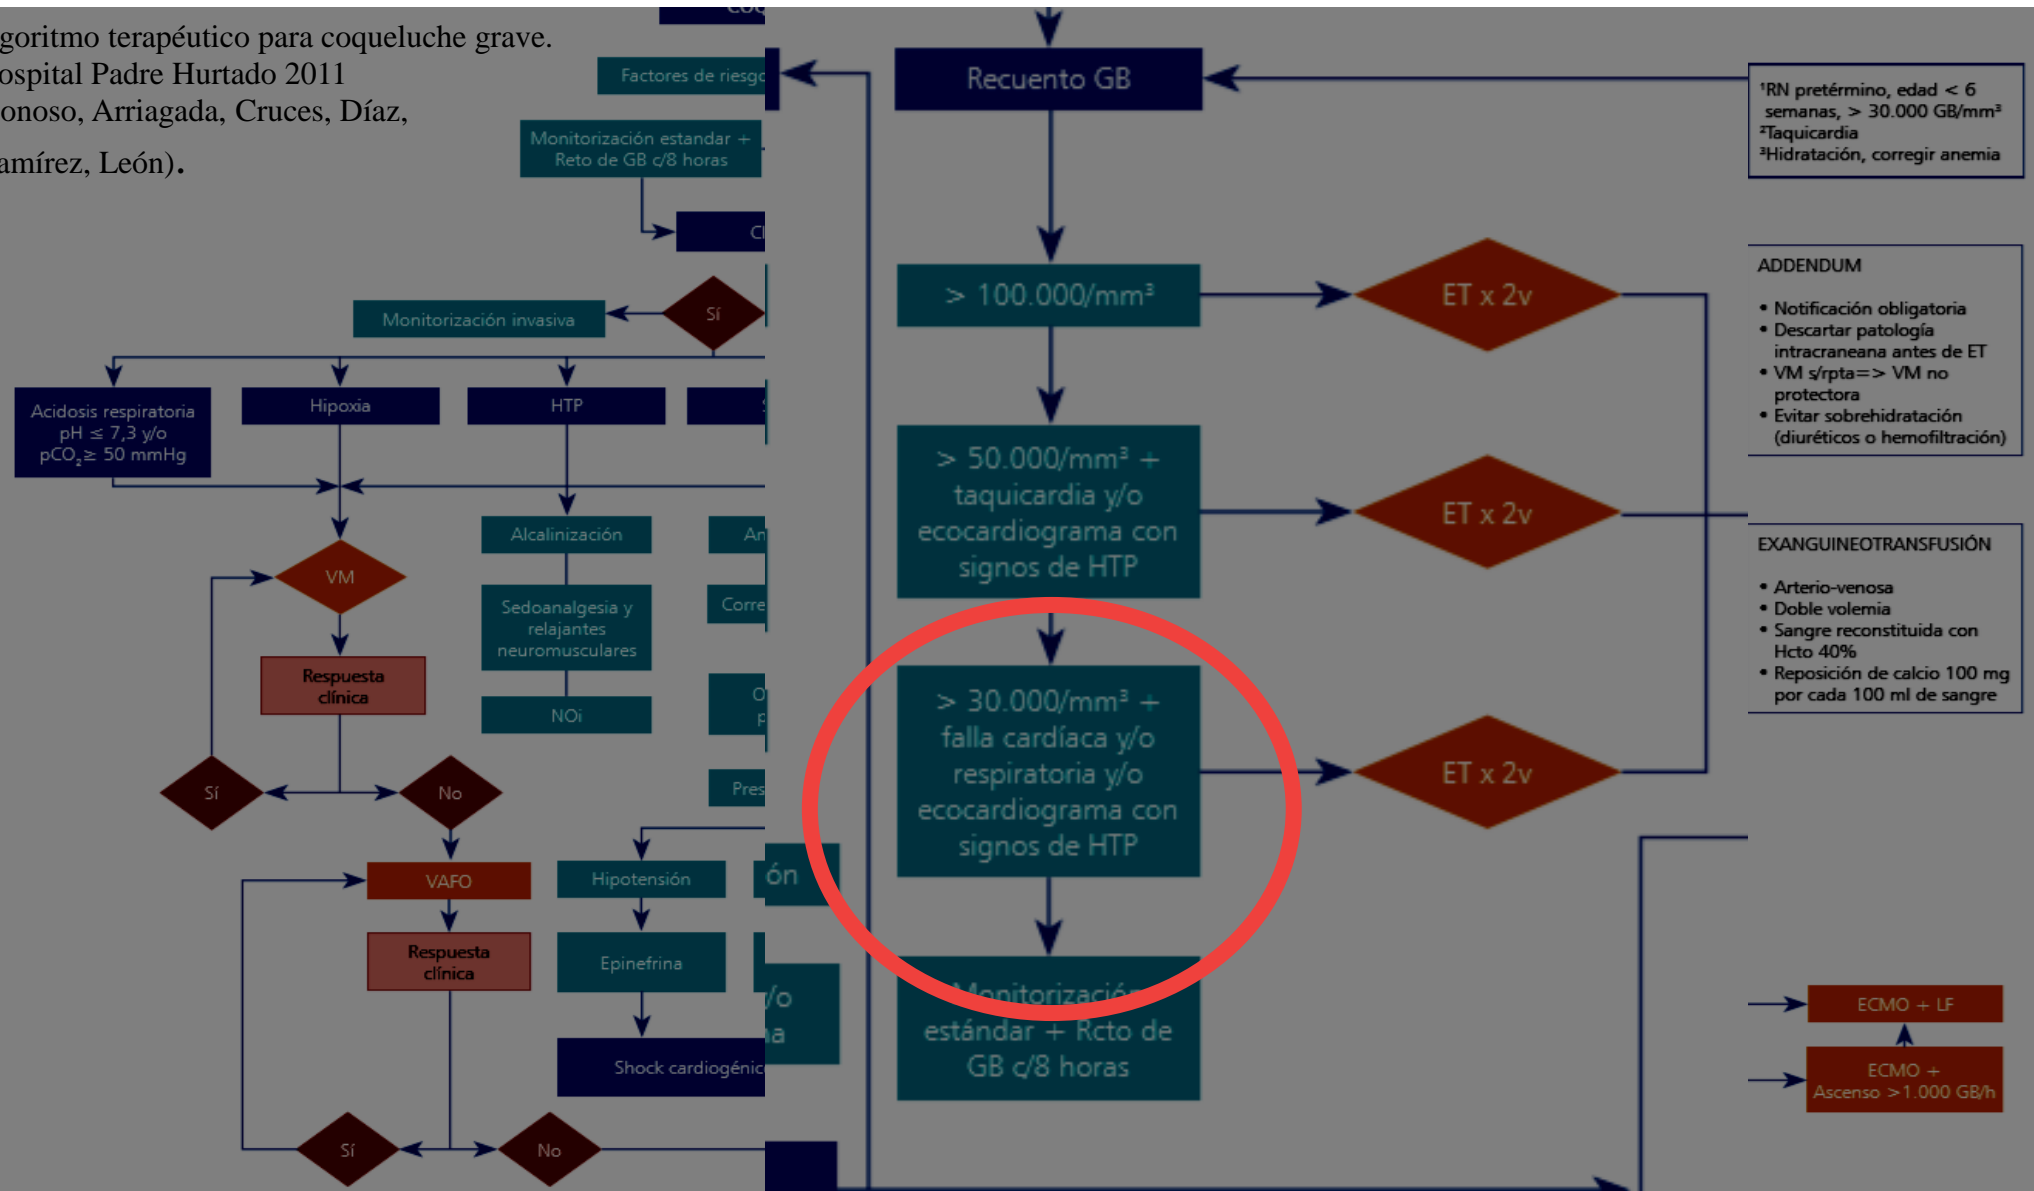 goritmo terapéutico para coqueluche grave.
ospital Padre Hurtado 2011
onoso, Arriagada, Cruces, Díaz,
amírez, León).
Factores de riesgo
Monitorización estandar +
Reto de GB c/8 horas
Sí
Monitorización invasiva
Acidosis respiratoria
pH ≤ 7,3 y/o
pCO₂≥ 50 mmHg
Hipoxia
HTP
VM
Alcalinización
An
Sedoanalgesia y
relajantes
neuromusculares
Corre
Respuesta
clínica
NOi
Pres
Sí
No
VAFO
Hipotensión
ón
Respuesta
clínica
Epinefrina
y/o
na
Shock cardiogénic
Sí
No
Recuento GB
> 100.000/mm³
ET x 2v
> 50.000/mm³ +
taquicardia y/o
ecocardiograma con
signos de HTP
ET x 2v
> 30.000/mm³ +
falla cardíaca y/o
respiratoria y/o
ecocardiograma con
signos de HTP
ET x 2v
Monitorización
estándar + Rcto de
GB c/8 horas
¹RN pretérmino, edad < 6
semanas, > 30.000 GB/mm³
²Taquicardia
³Hidratación, corregir anemia
ADDENDUM
• Notificación obligatoria
• Descartar patología
intracraneana antes de ET
• VM s/rpta=> VM no
protectora
• Evitar sobrehidratación
(diuréticos o hemofiltración)
EXANGUINEOTRANSFUSIÓN
• Arterio-venosa
• Doble volemia
• Sangre reconstituida con
Hcto 40%
• Reposición de calcio 100 mg
por cada 100 ml de sangre
ECMO + LF
ECMO +
Ascenso >1.000 GB/h